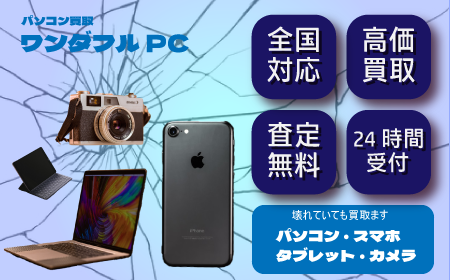 パソコン買取
ワンダフルPC
全国
対応
高価
買取
査定
無料
24時間
受付
壊れていても買取ます
パソコン・スマホ
タブレット・カメラ
iPhone